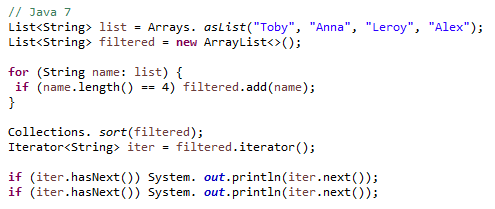 // Java 7
List<String> list = Arrays. asList("Toby", "Anna", "Leroy", "Alex");
List<String> filtered = new ArrayList<>();
for (String name: list) {
if (name.length() == 4) filtered.add(name);
}
Collections. sort(filtered);
Iterator<String> iter = filtered.iterator();
if (iter.hasNext()) System. out.println(iter.next());
if (iter.hasNext()) System. out.println(iter.next());